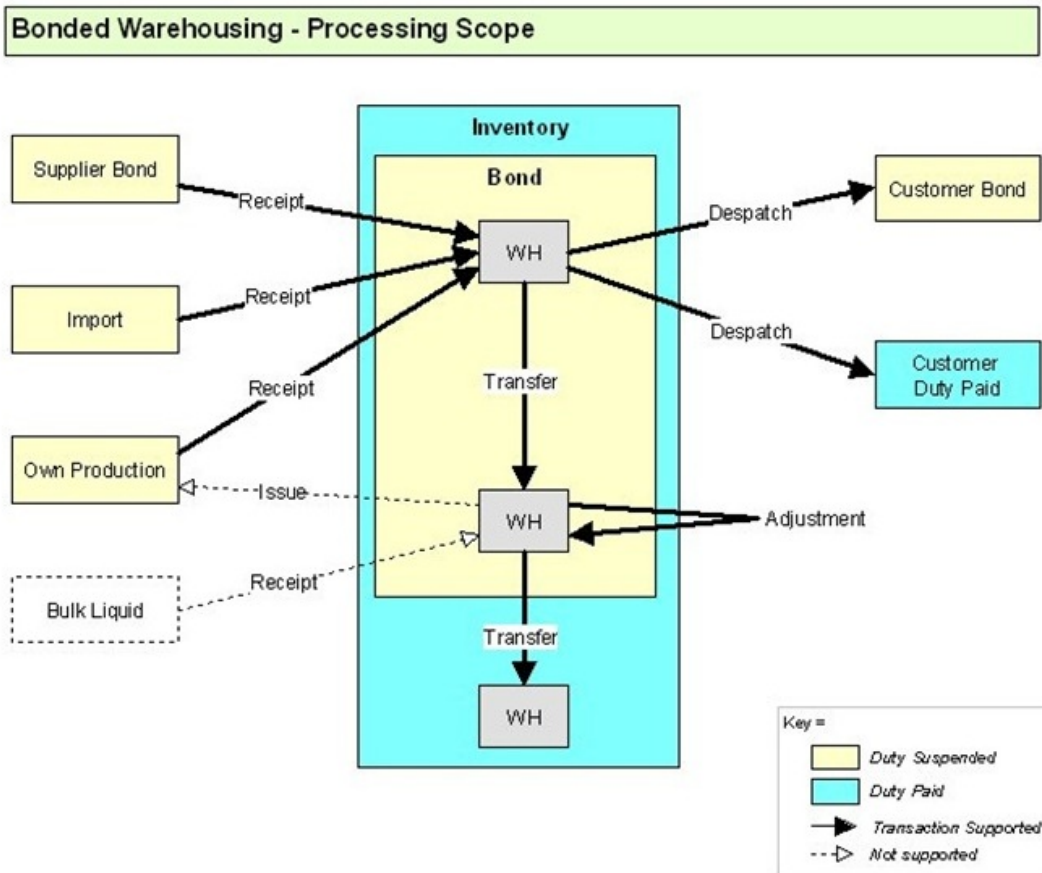 Bonded Warehousing - Processing Scope
Inventory
Bond
Supplier Bond
Receipt
WH
Despatch
Customer Bond
Import
Receipt
Despatch
Customer
Duty Paid
Receipt
Transfer
Own Production
Issue
WH
Adjustment
Bulk Liquid
Receipt
Transfer
WH
Key =
Duty Suspended
Duty Paid
Transaction Supported
Not supported